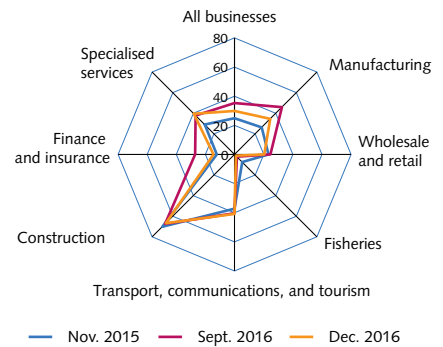 All businesses
80
60
40
20
0
Manufacturing
Wholesale
and retail
Fisheries
Transport, communications, and tourism
Construction
Finance
and insurance
Specialised
services
Nov. 2015 Sept. 2016 Dec. 2016